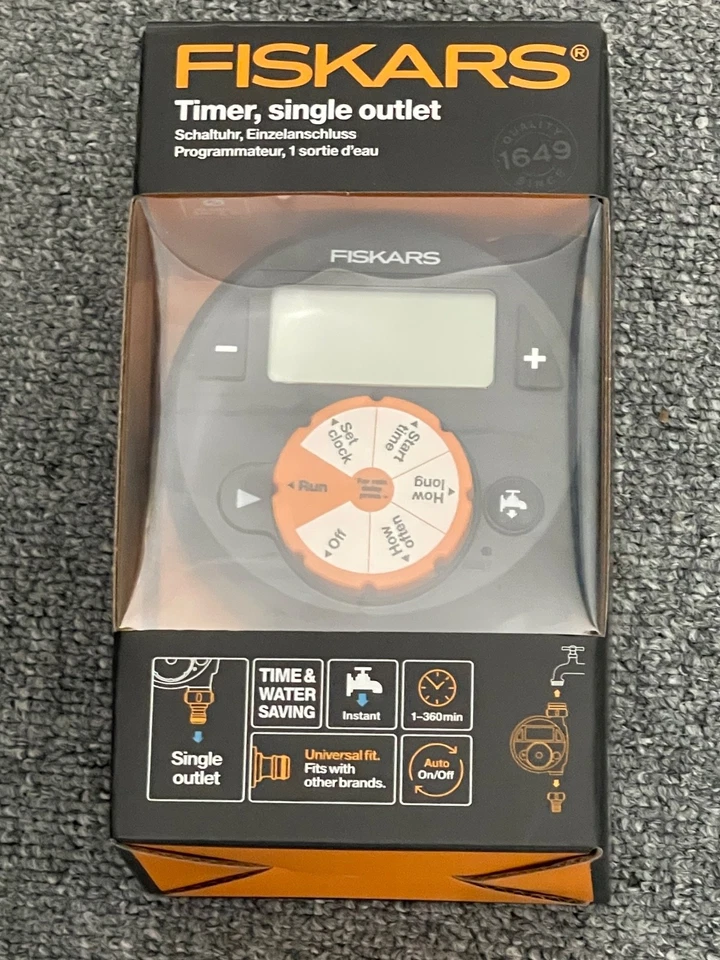 FISKARS®
Timer, single outlet
Schaltuhr, Einzelanschluss
Programmateur, 1 sortie d'eau
QUALITY
1649
SINCE
FISKARS
−
+
Set
clock
Start
time
How
long
How
often
Off
Run
Single
outlet
TIME &
WATER
SAVING
Instant
1–360min
Universal fit.
Fits with
other brands.
Auto
On/Off